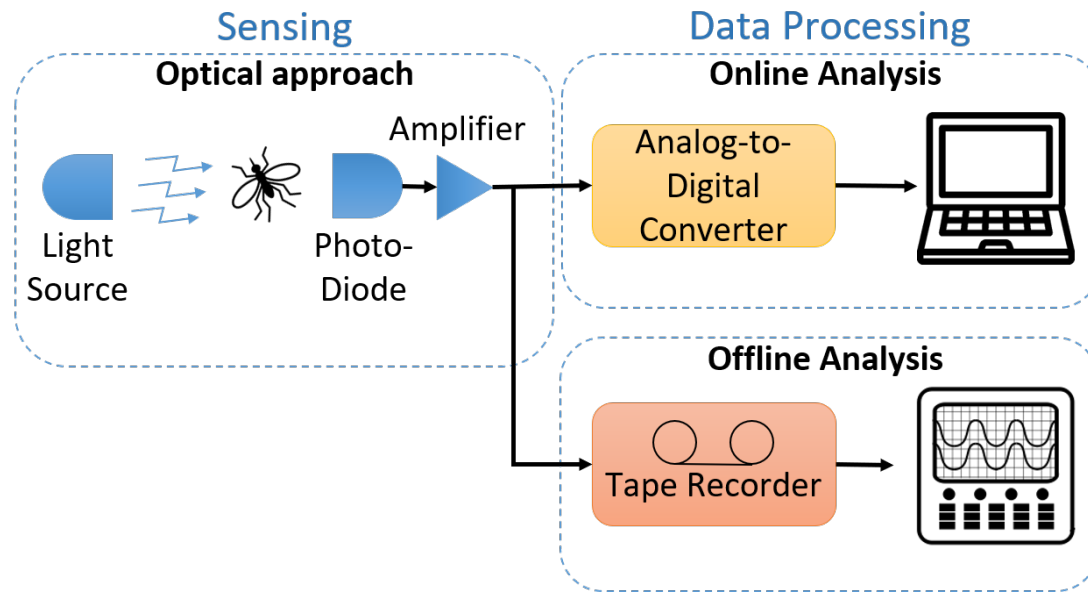 Sensing
Optical approach
Amplifier
Light
Source
Photo-
Diode
Data Processing
Online Analysis
Analog-to-
Digital
Converter
Offline Analysis
Tape Recorder